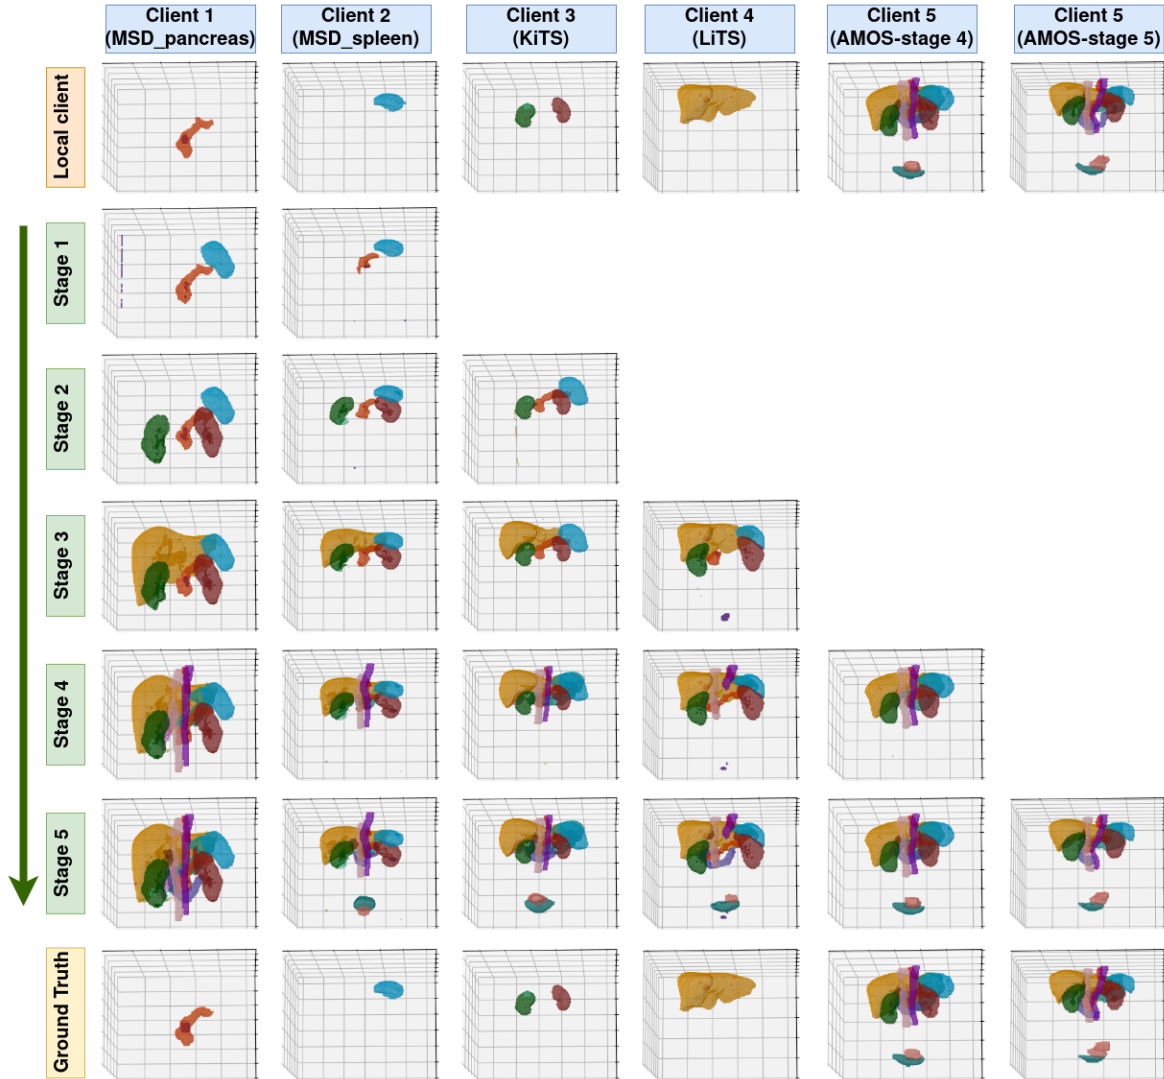 Client 1
(MSD_pancreas)
Client 2
(MSD_spleen)
Client 3
(KiTS)
Client 4
(LiTS)
Client 5
(AMOS-stage 4)
Client 5
(AMOS-stage 5)
Local client
Stage 1
Stage 2
Stage 3
Stage 4
Stage 5
Ground Truth